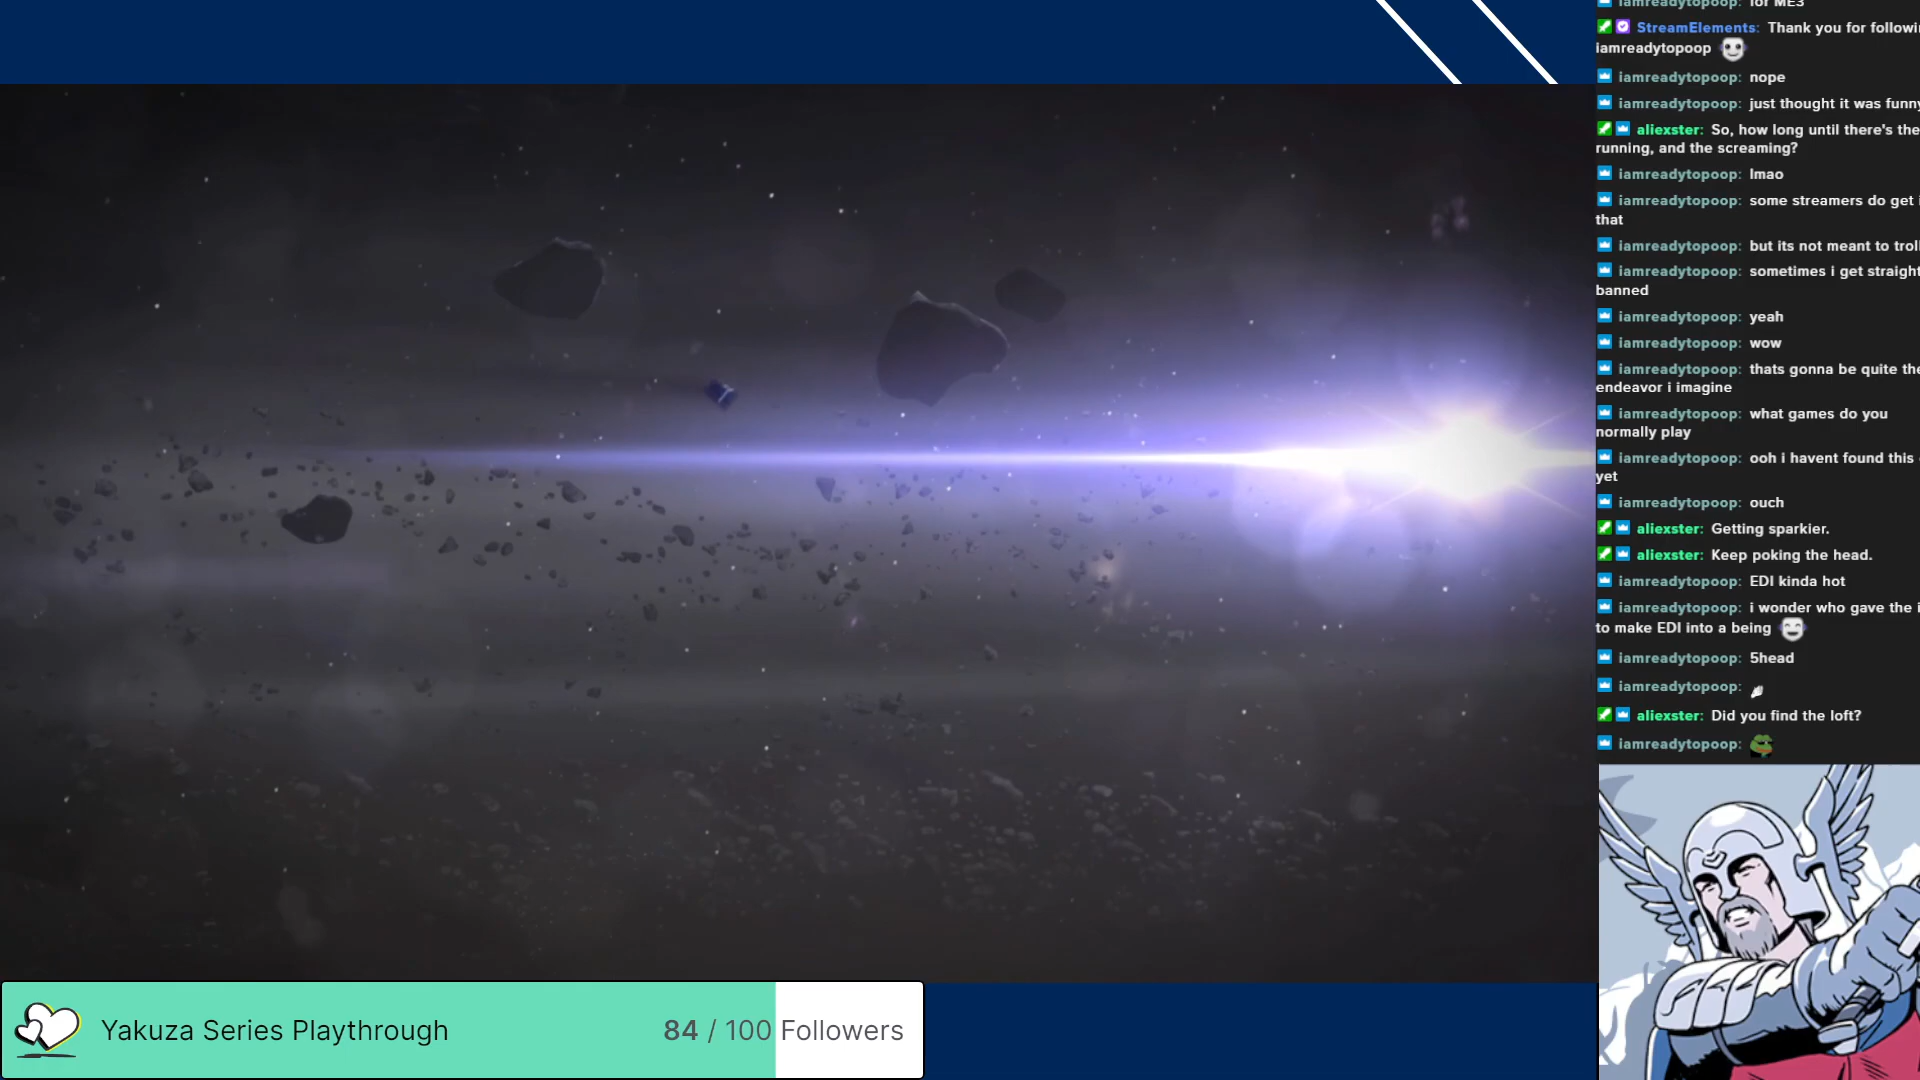 iamreadytopoop: for ME3
StreamElements: Thank you for followi
iamreadytopoop
iamreadytopoop: nope
iamreadytopoop: just thought it was funny
aliexster: So, how long until there's the
running, and the screaming?
iamreadytopoop: lmao
iamreadytopoop: some streamers do get i
that
iamreadytopoop: but its not meant to troll
iamreadytopoop: sometimes i get straight
banned
iamreadytopoop: yeah
iamreadytopoop: wow
iamreadytopoop: thats gonna be quite the
endeavor i imagine
iamreadytopoop: what games do you
normally play
iamreadytopoop: ooh i havent found this
yet
iamreadytopoop: ouch
aliexster: Getting sparkier.
aliexster: Keep poking the head.
iamreadytopoop: EDI kinda hot
iamreadytopoop: i wonder who gave the i
to make EDI into a being
iamreadytopoop: 5head
iamreadytopoop:
aliexster: Did you find the loft?
iamreadytopoop:
Yakuza Series Playthrough 84 / 100 Followers